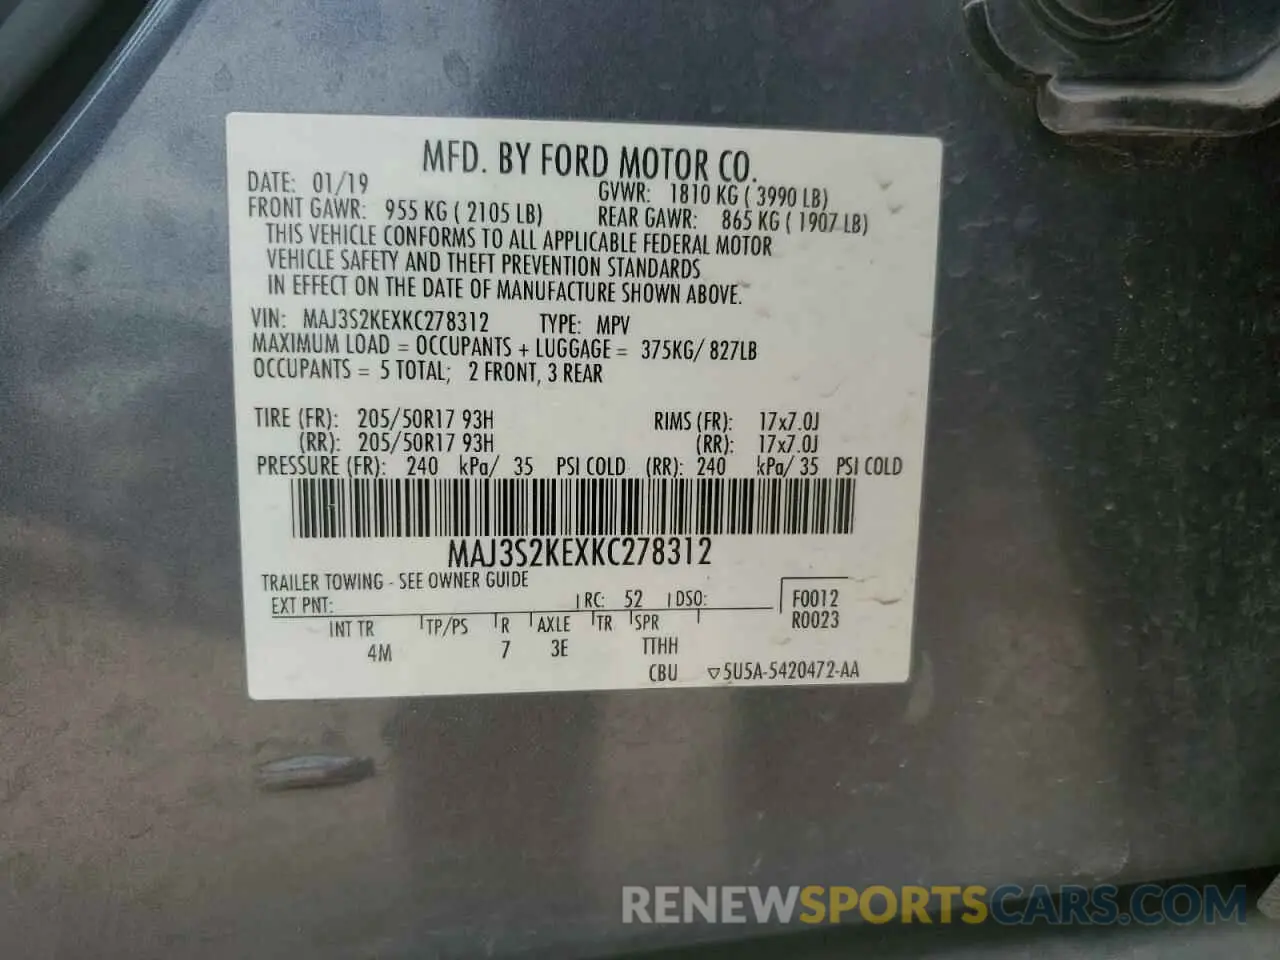 MFD. BY FORD MOTOR CO.
DATE: 01/19 GVWR: 1810 KG ( 3990 LB)
FRONT GAWR: 955 KG ( 2105 LB) REAR GAWR: 865 KG ( 1907 LB)
THIS VEHICLE CONFORMS TO ALL APPLICABLE FEDERAL MOTOR
VEHICLE SAFETY AND THEFT PREVENTION STANDARDS
IN EFFECT ON THE DATE OF MANUFACTURE SHOWN ABOVE.
VIN: MAJ3S2KEXKC278312 TYPE: MPV
MAXIMUM LOAD = OCCUPANTS + LUGGAGE = 375KG/ 827LB
OCCUPANTS = 5 TOTAL; 2 FRONT, 3 REAR
TIRE (FR): 205/50R17 93H RIMS (FR): 17x7.0J
(RR): 205/50R17 93H (RR): 17x7.0J
PRESSURE (FR): 240 kPa/ 35 PSI COLD (RR): 240 kPa/ 35 PSI COLD
MAJ3S2KEXKC278312
TRAILER TOWING - SEE OWNER GUIDE
EXT PNT: RC: 52 DSO: F0012
INT TR TP/PS R AXLE TR SPR R0023
4M 7 3E TTHH
CBU ▽5U5A-5420472-AA
RENEWSPORTSCARS.COM